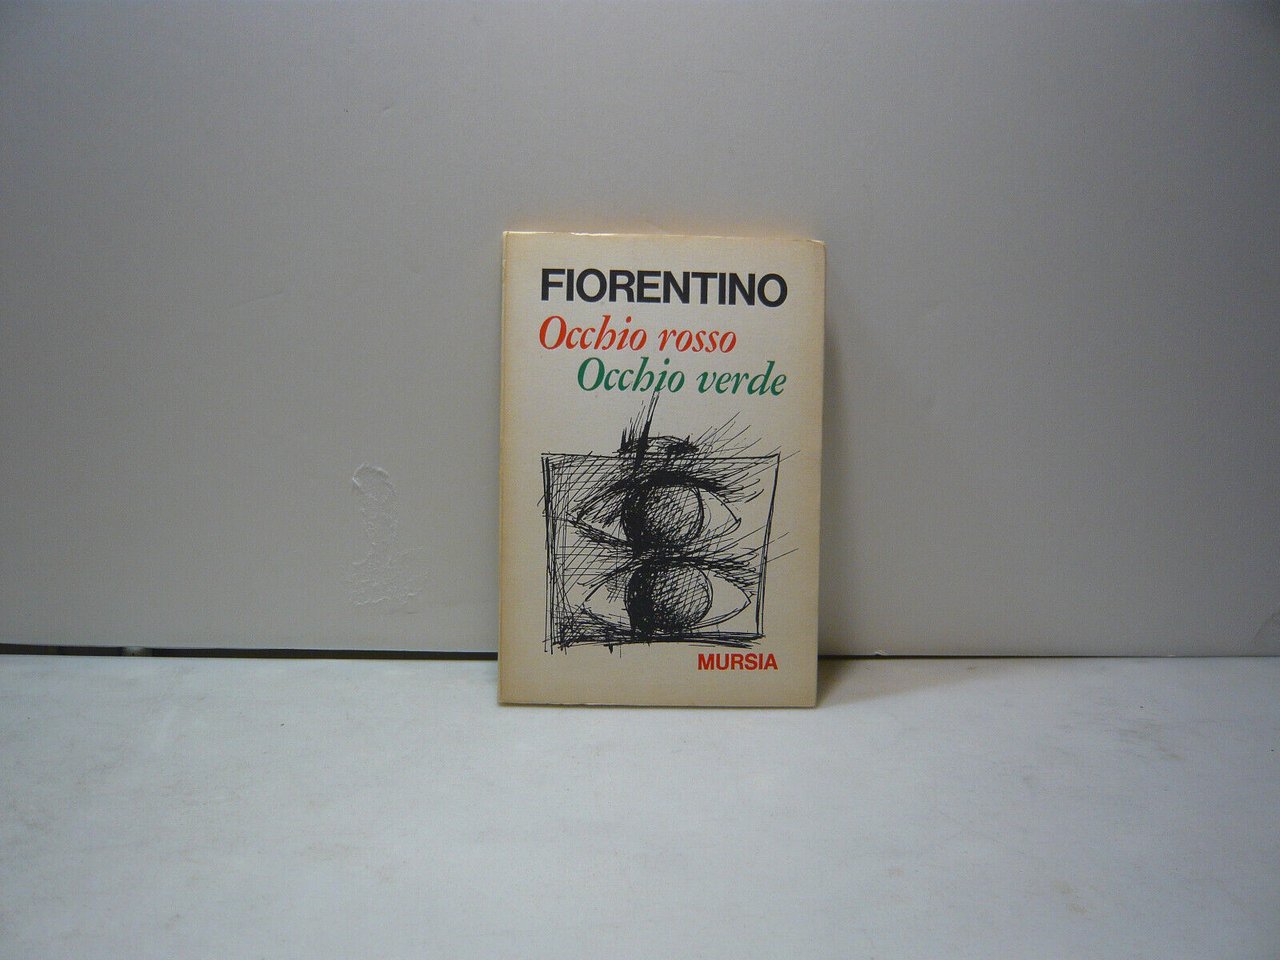 FIORENTINO
Occhio rosso
Occhio verde
MURSIA